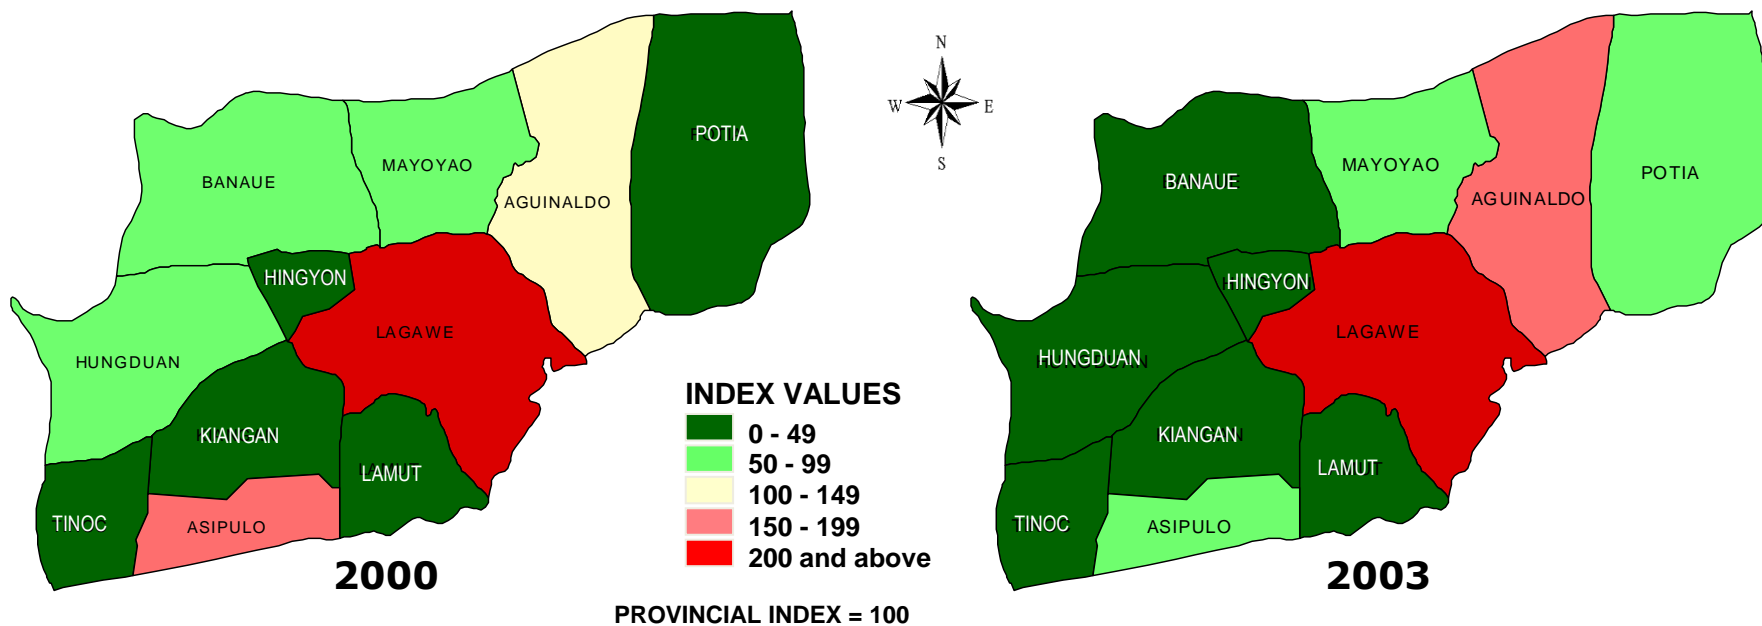 POTIA
MAYOYAO
BANAUE
AGUINALDO
HINGYON
LAGAWE
HUNGDUAN
KIANGAN
LAMUT
TINOC
ASIPULO
2000
N
W
E
S
INDEX VALUES
0 - 49
50 - 99
100 - 149
150 - 199
200 and above
PROVINCIAL INDEX = 100
MAYOYAO
POTIA
BANAUE
AGUINALDO
HINGYON
LAGAWE
HUNGDUAN
KIANGAN
LAMUT
TINOC
ASIPULO
2003